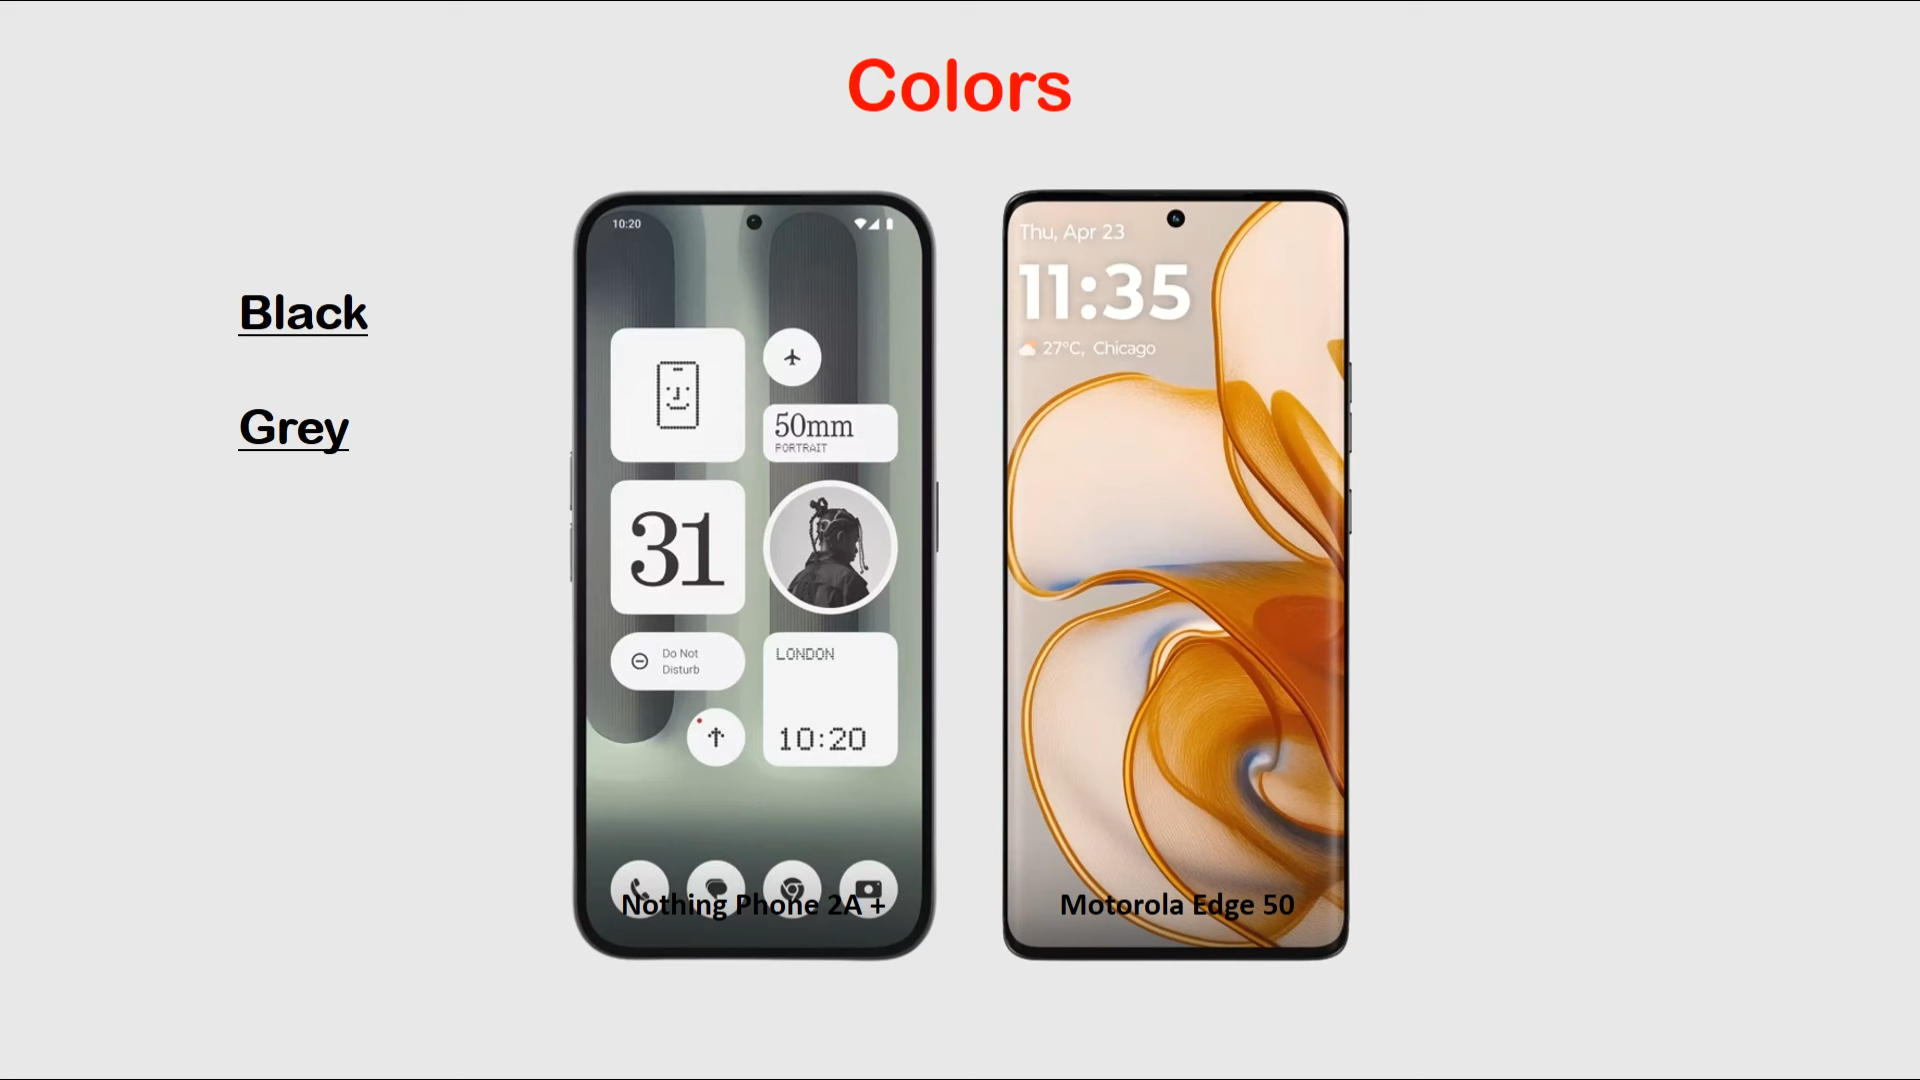 Colors
Black
Grey
10:20
50mm
PORTRAIT
31
Do Not
Disturb
LONDON
10:20
Nothing Phone 2A +
Thu, Apr 23
11:35
27°C, Chicago
Motorola Edge 50